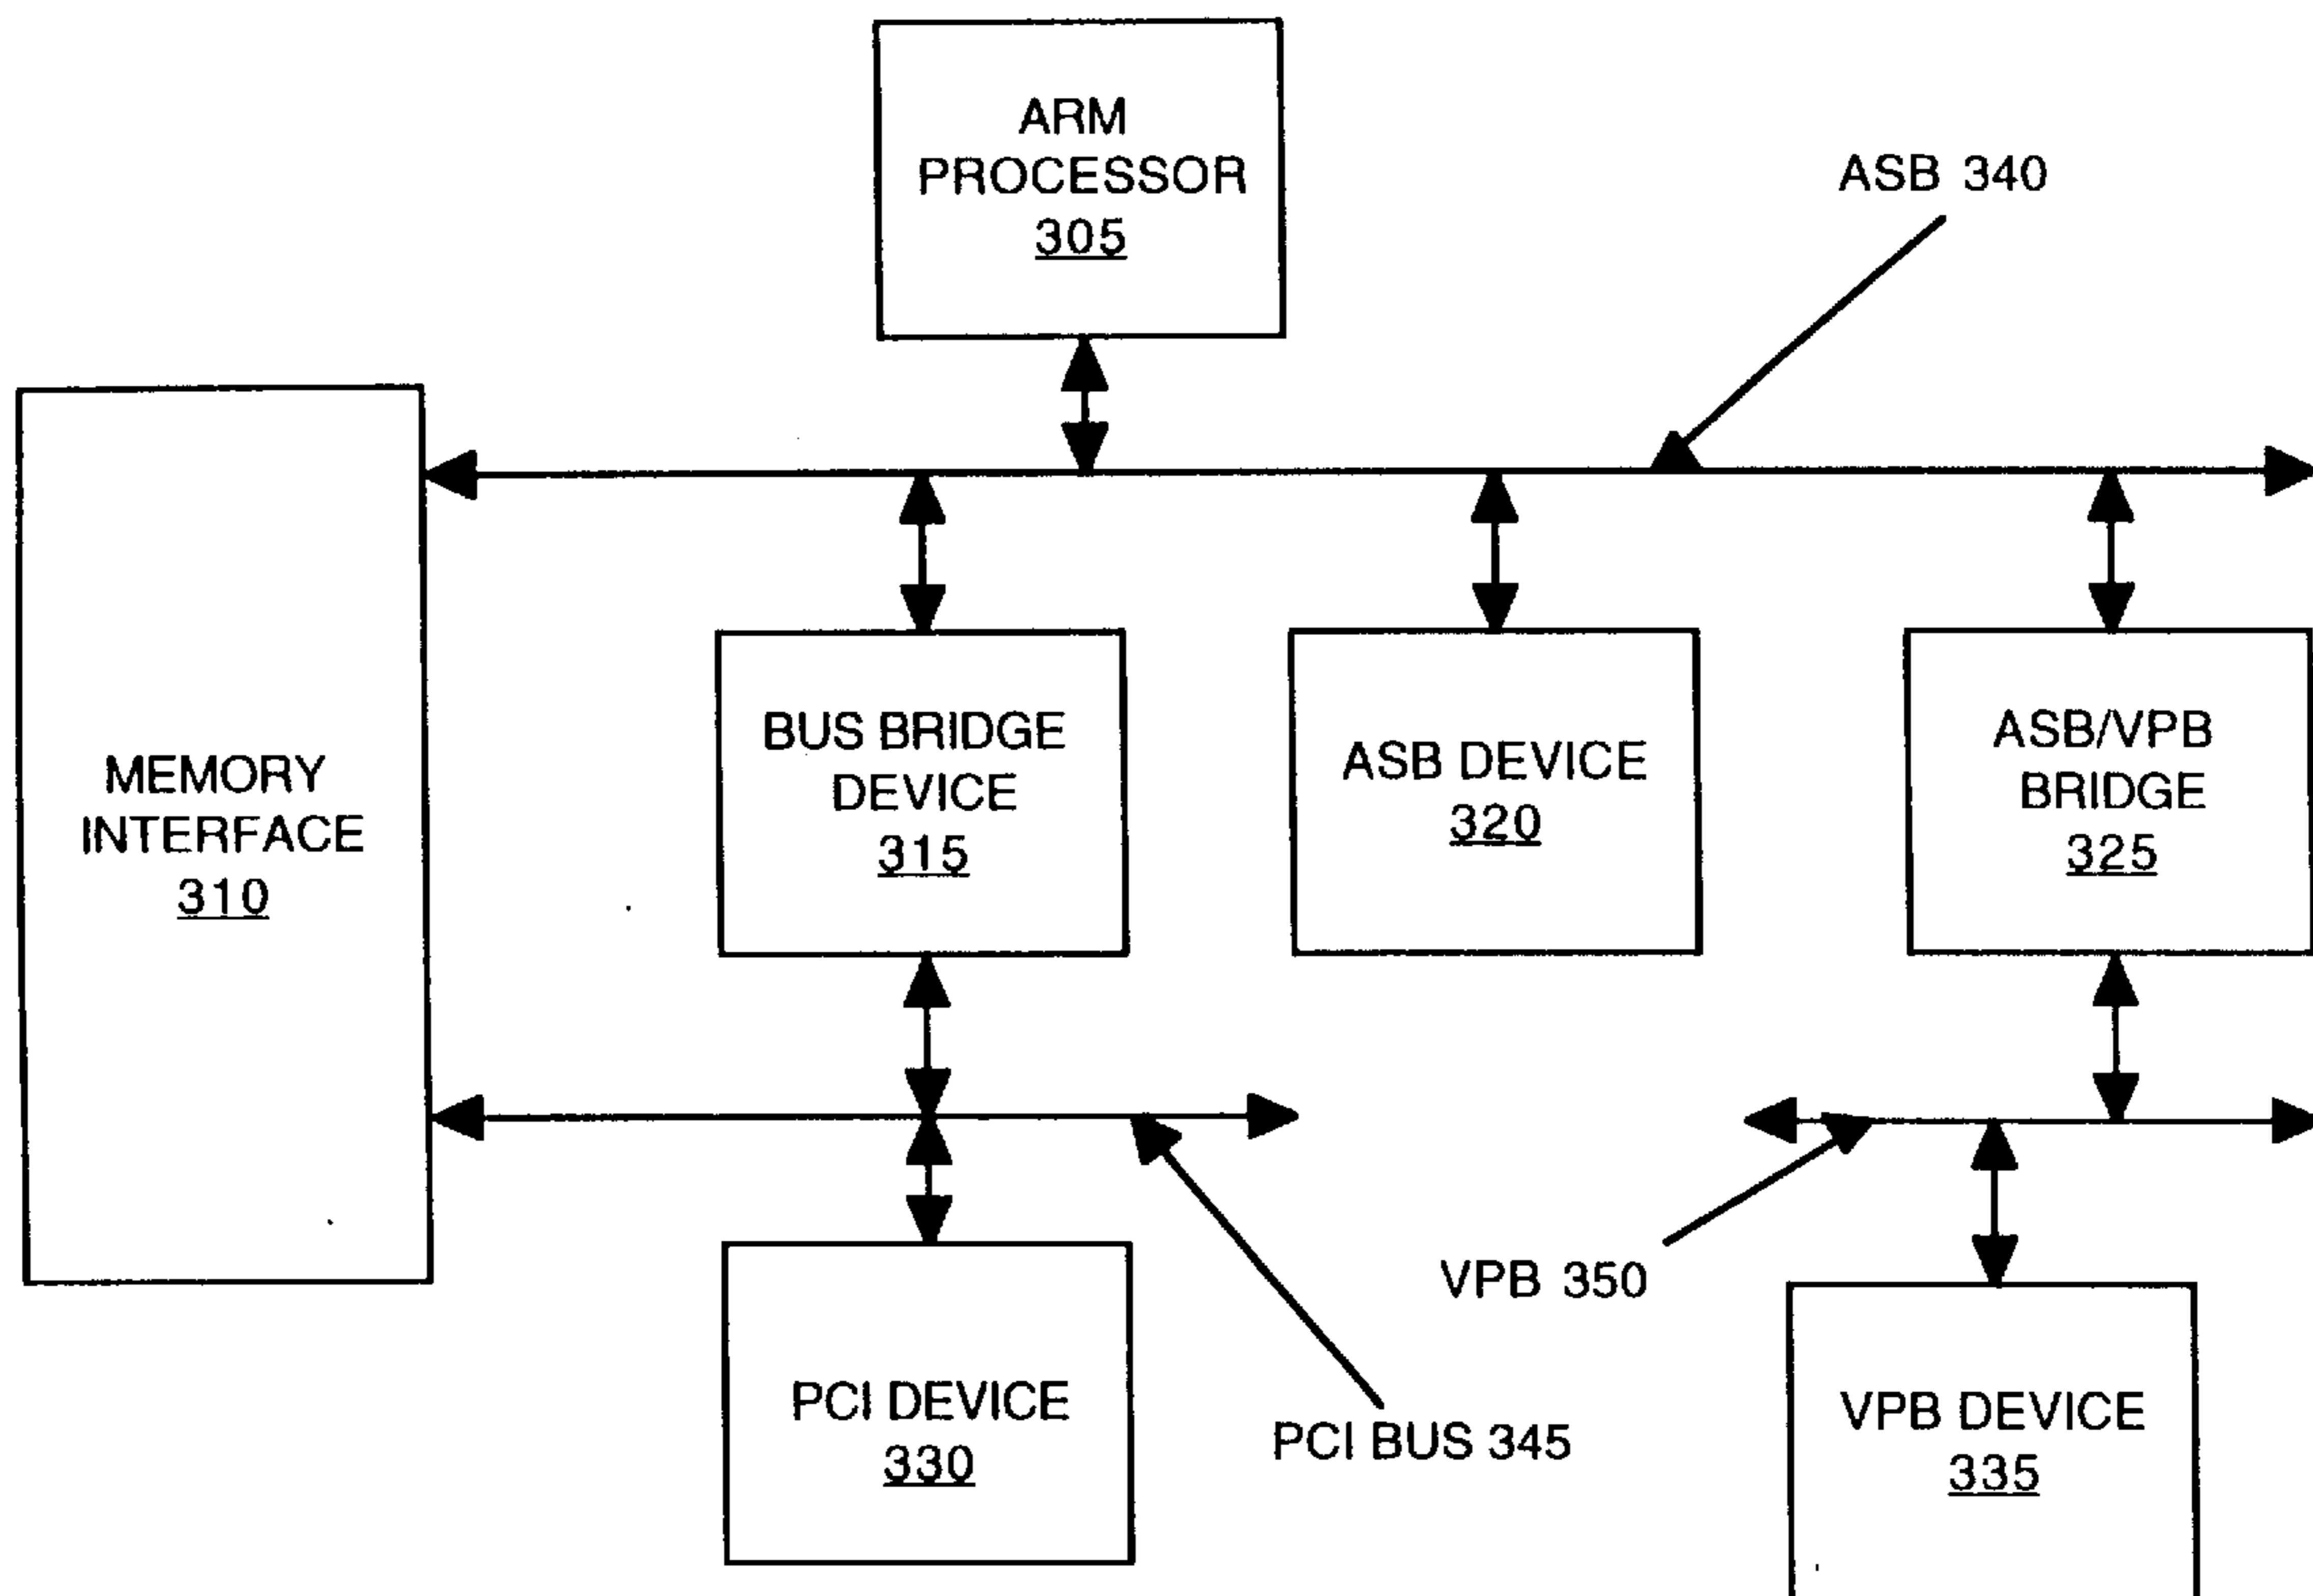 ARM
PROCESSOR
305
ASB 340
MEMORY
INTERFACE
310
BUS BRIDGE
DEVICE
315
ASB DEVICE
320
ASB/VPB
BRIDGE
325
VPB 350
PCI DEVICE
330
PCI BUS 345
VPB DEVICE
335